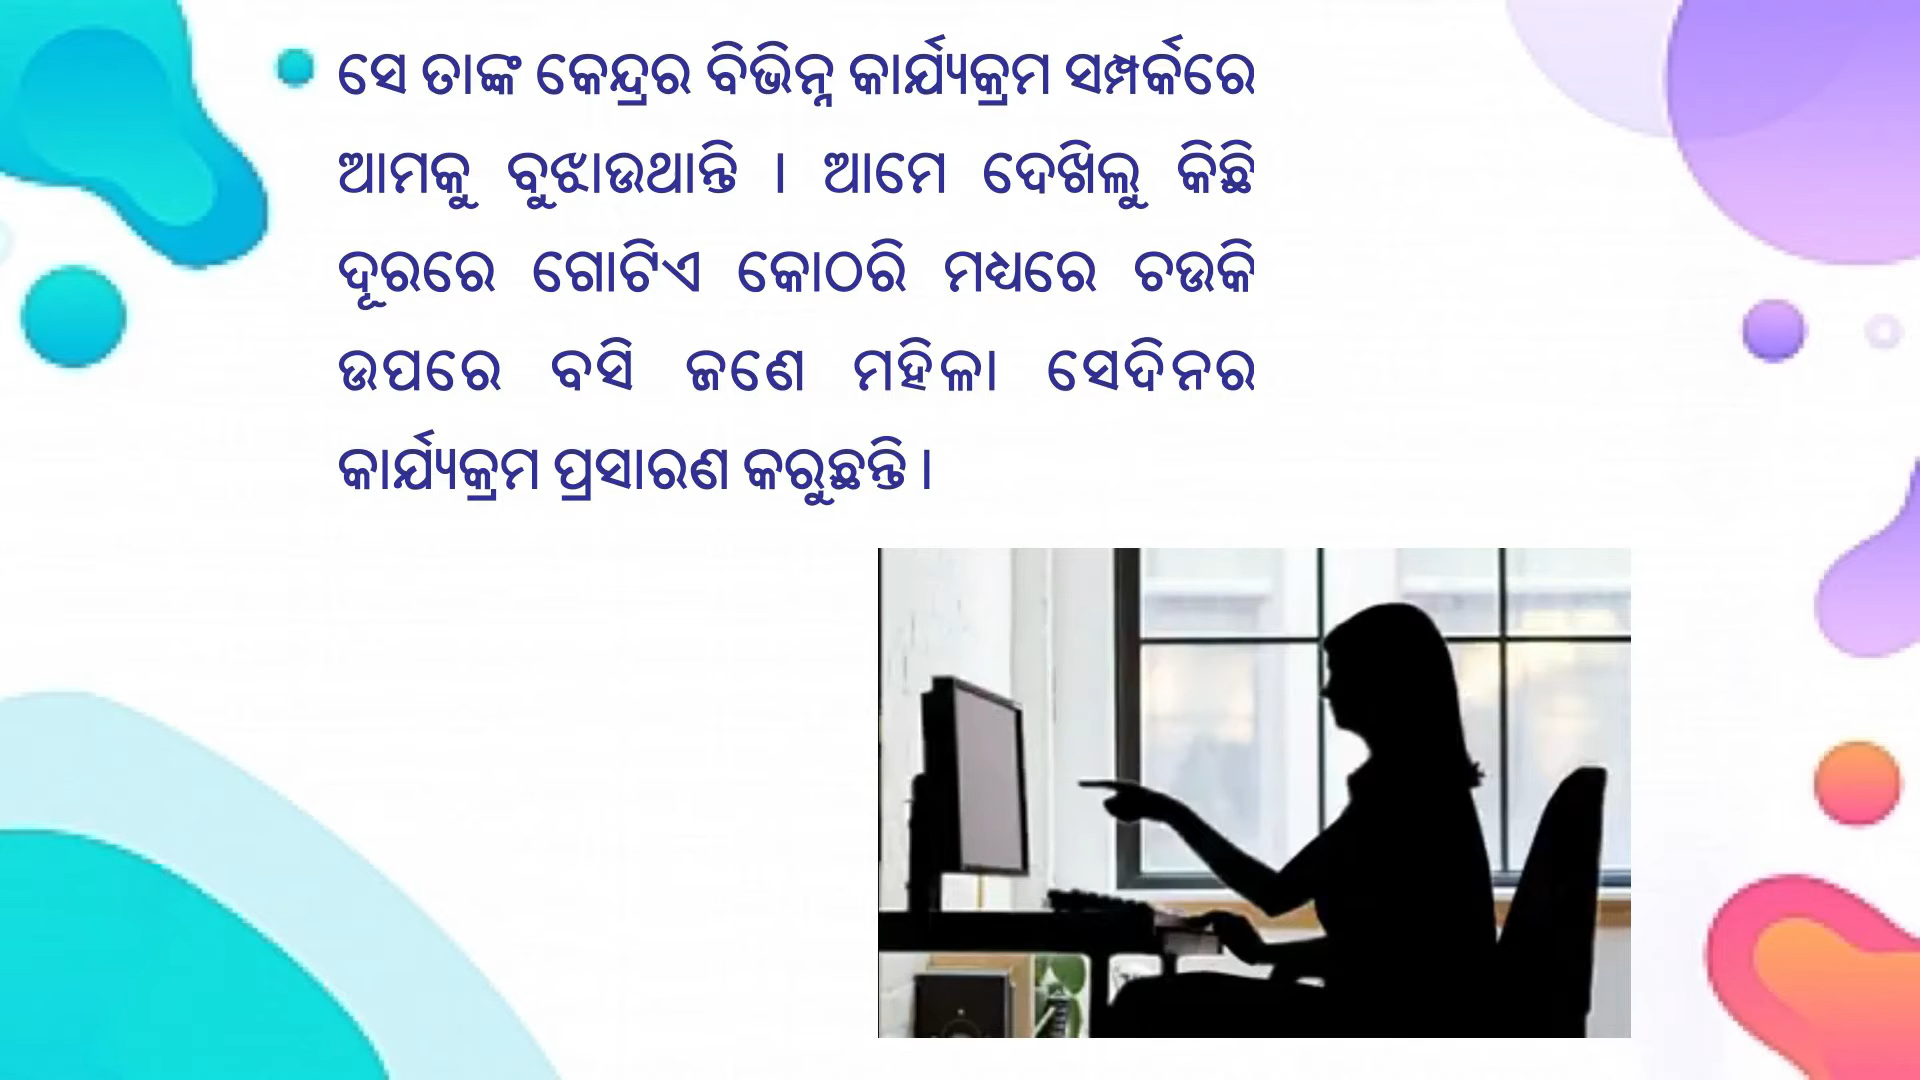 ସେ ତାଙ୍କ କେନ୍ଦ୍ରର ବିଭିନ୍ନ କାର୍ଯ୍ୟକ୍ରମ ସମ୍ପର୍କରେ
ଆମକୁ ବୁଝାଉଥାନ୍ତି । ଆମେ ଦେଖିଲୁ କିଛି
ଦୂରରେ ଗୋଟିଏ କୋଠରି ମଧ୍ୟରେ ଚଉକି
ଉପରେ ବସି ଜଣେ ମହିଳା ସେଦିନର
କାର୍ଯ୍ୟକ୍ରମ ପ୍ରସାରଣ କରୁଛନ୍ତି ।